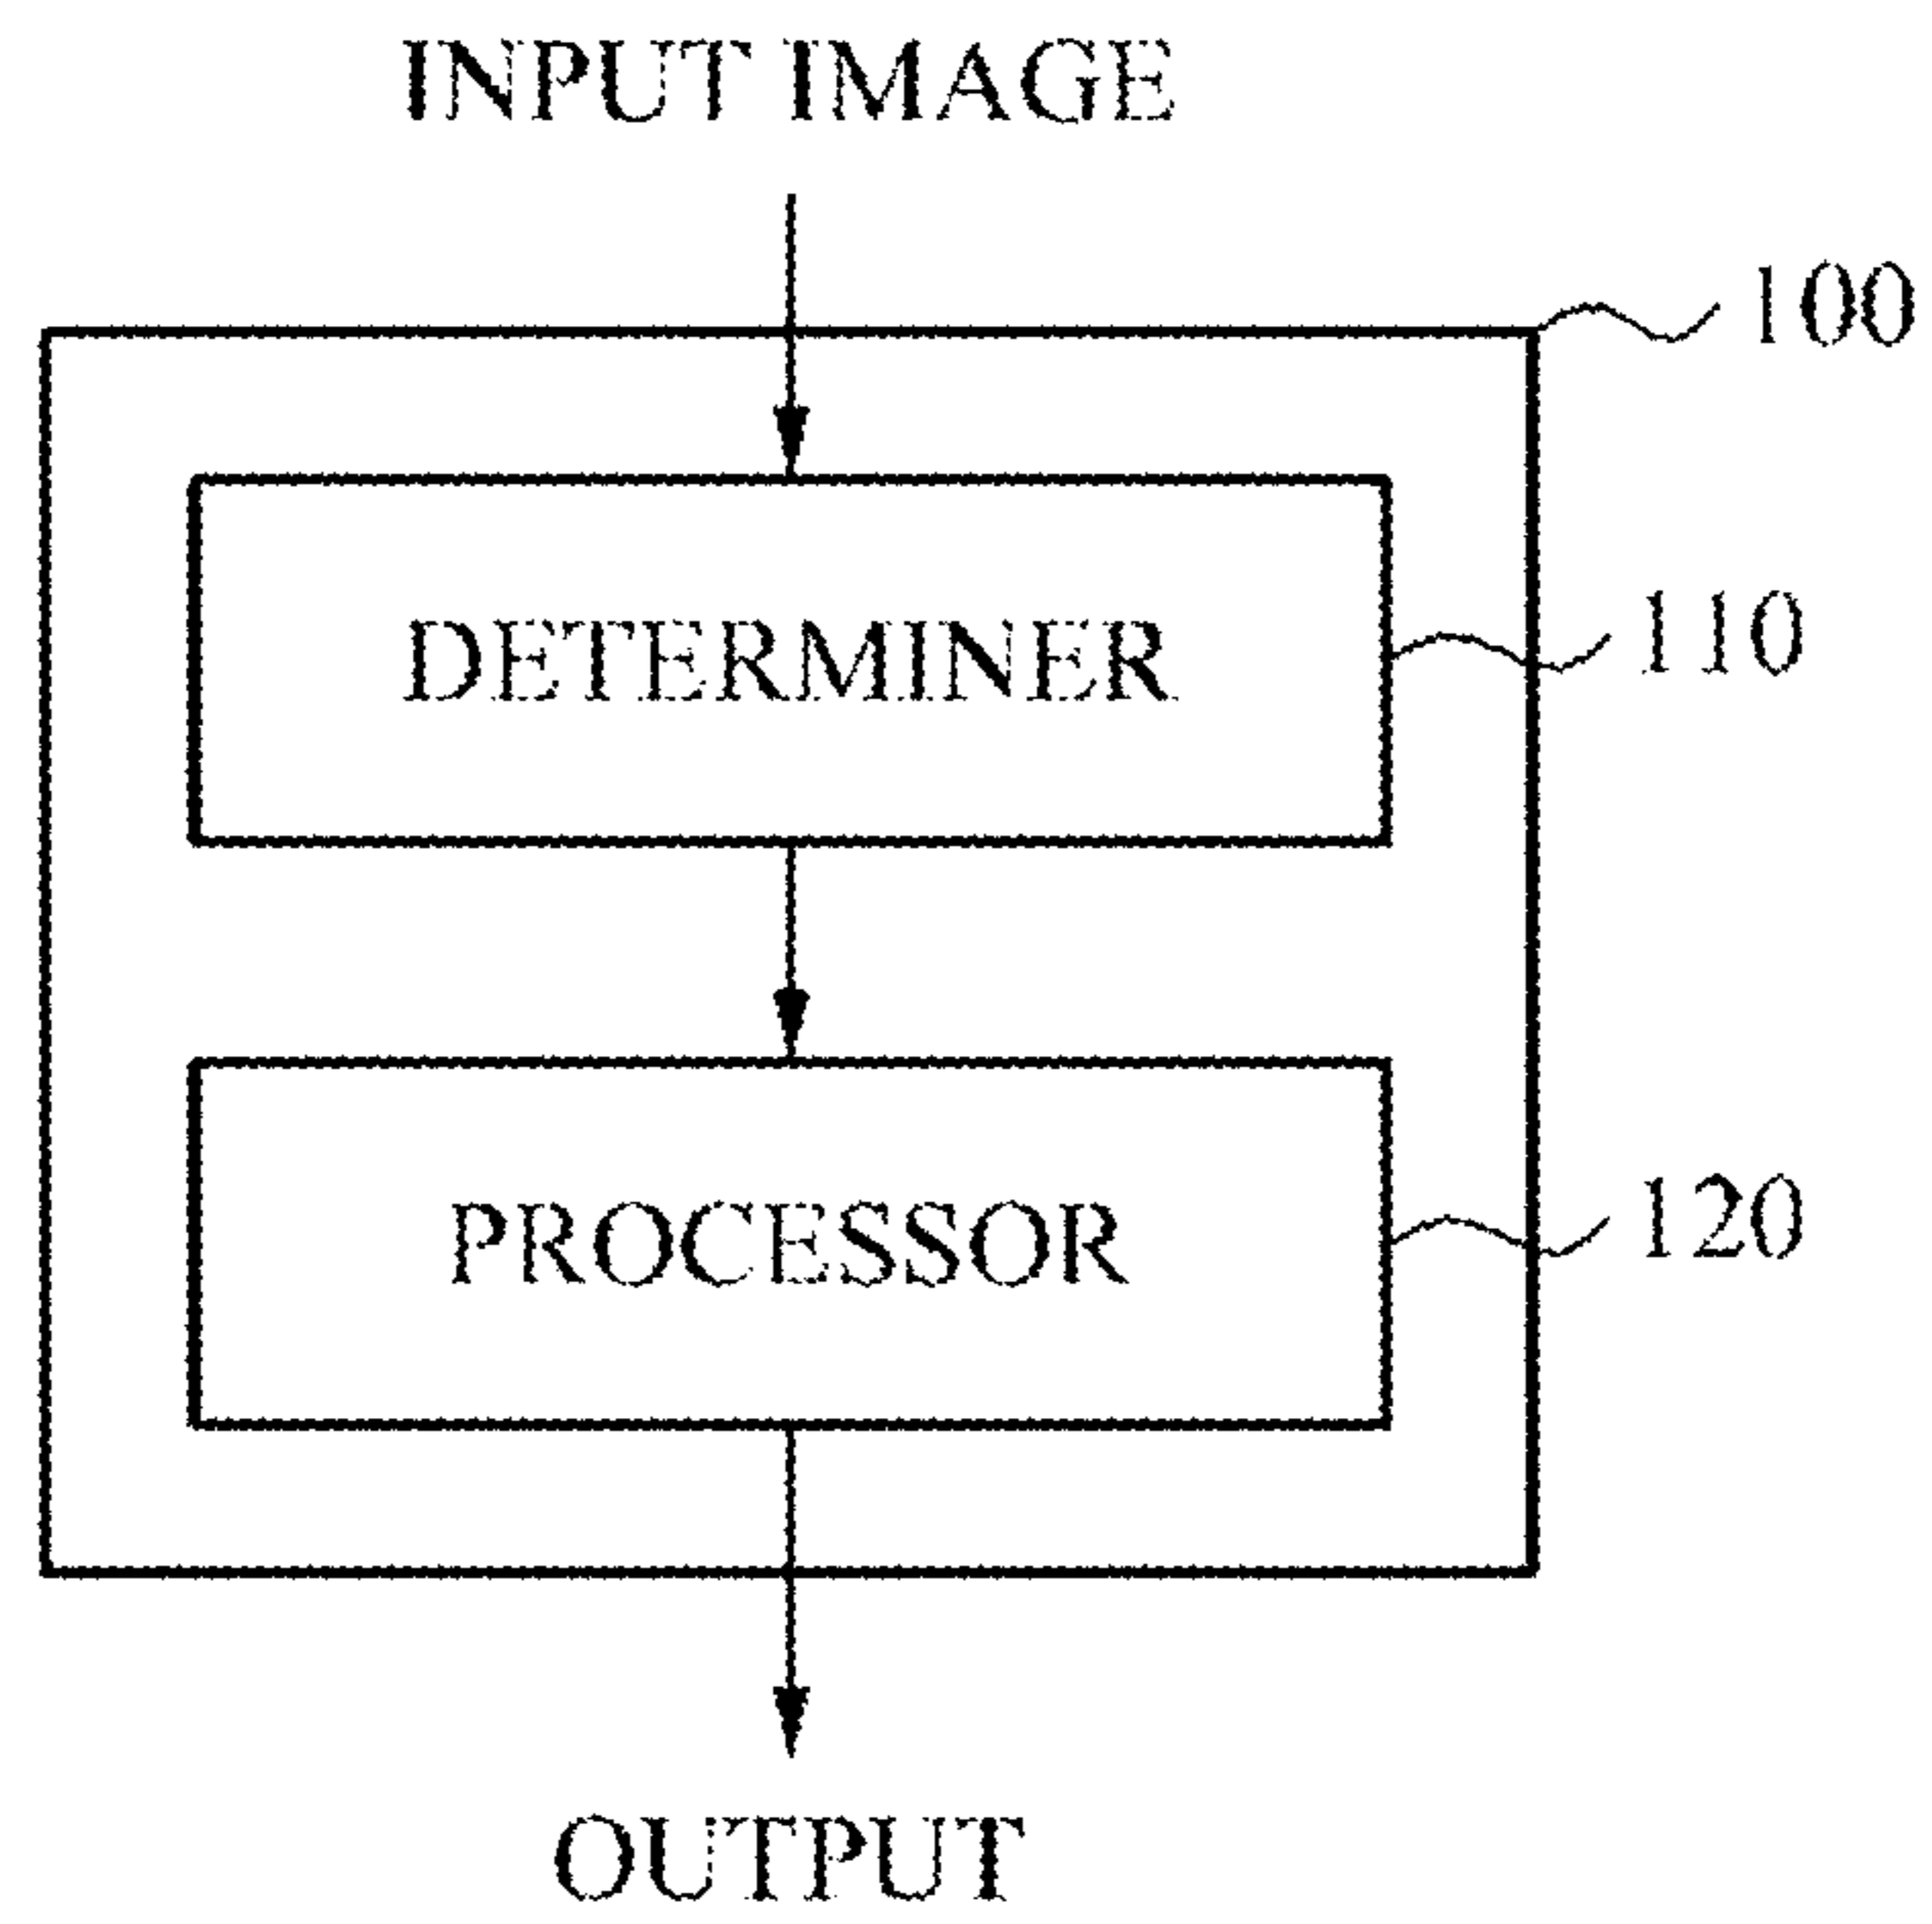 INPUT IMAGE
100
DETERMINER
110
PROCESSOR
120
OUTPUT